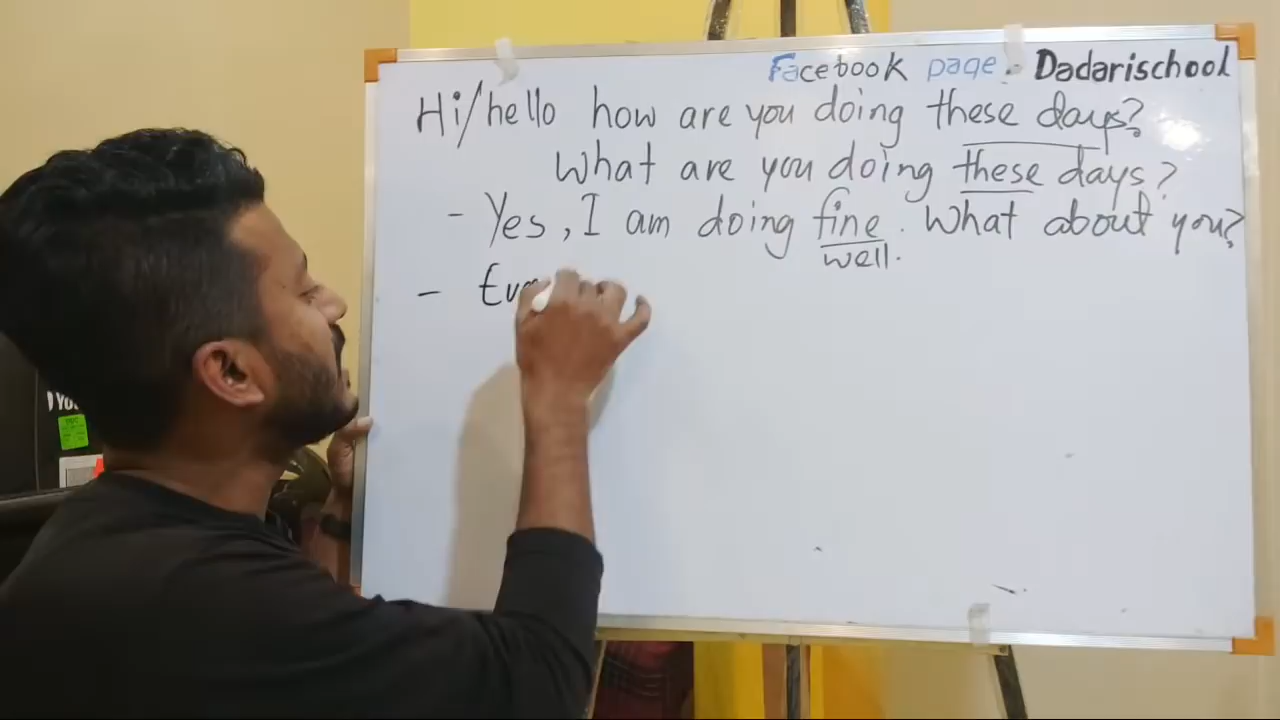 Facebook page. Dadarischool
Hi/hello how are you doing these days?
What are you doing these days?
- Yes, I am doing fine. What about you?
well.
-